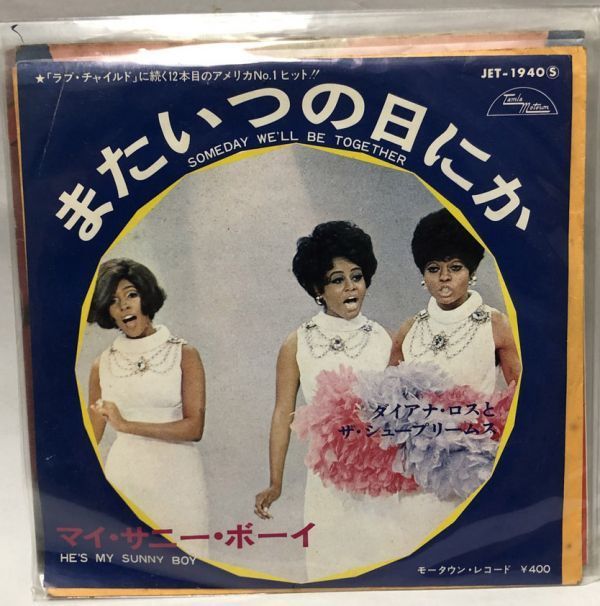 ★「ラブ・チャイルド」に続く12本目のアメリカNo.1ヒット!!
JET-1940Ⓢ
Tamla
Motown
またいつの日にか
SOMEDAY WE'LL BE TOGETHER
ダイアナ・ロスと
ザ・シュープリームス
マイ・サニー・ボーイ
HE'S MY SUNNY BOY
モータウン・レコード ¥400